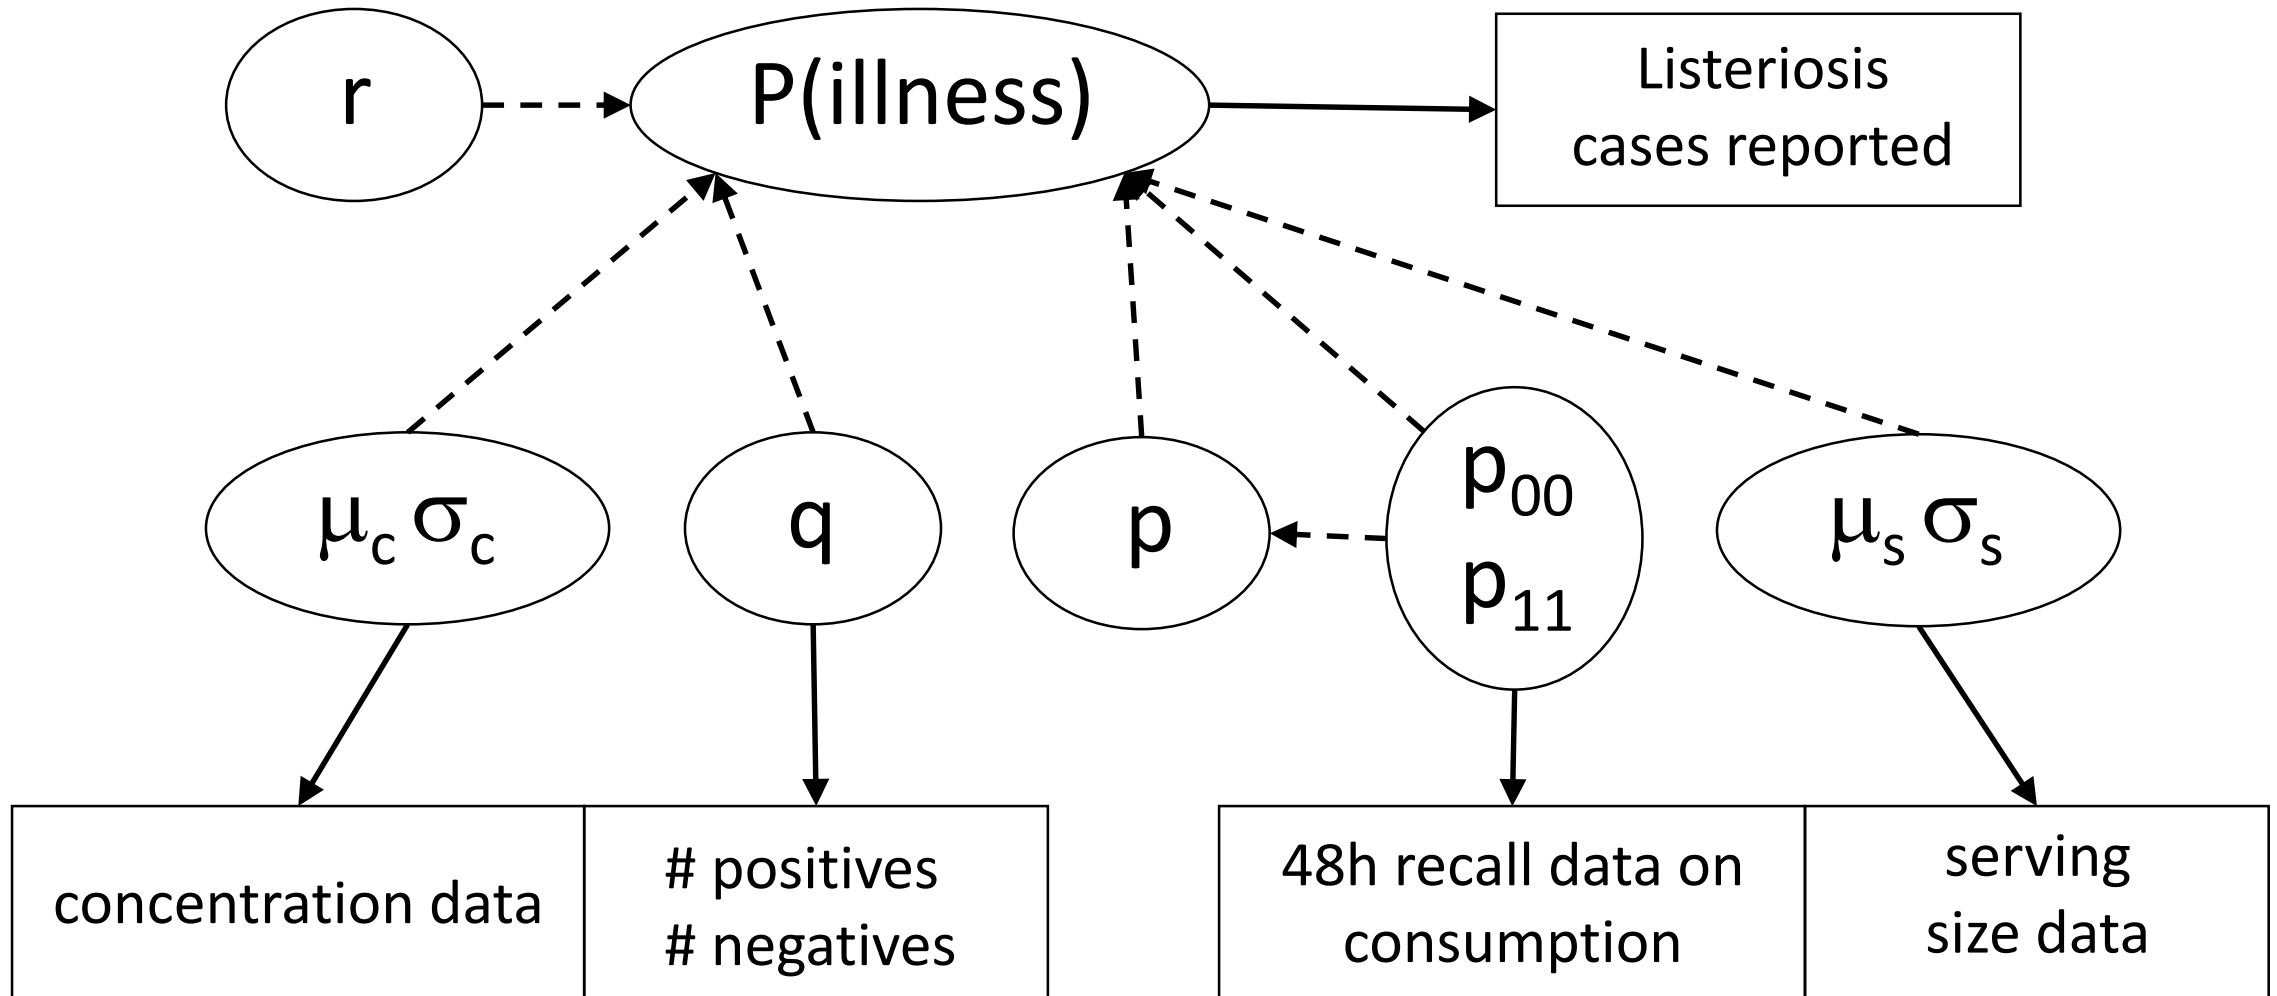 r
P(illness)
Listeriosis
cases reported
μc σc
q
p
p00
p11
μs σs
concentration data
# positives
# negatives
48h recall data on
consumption
serving
size data